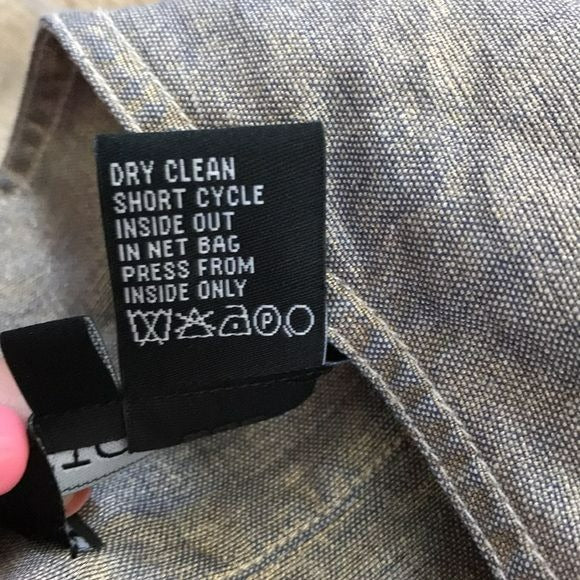 DRY CLEAN
SHORT CYCLE
INSIDE OUT
IN NET BAG
PRESS FROM
INSIDE ONLY
P